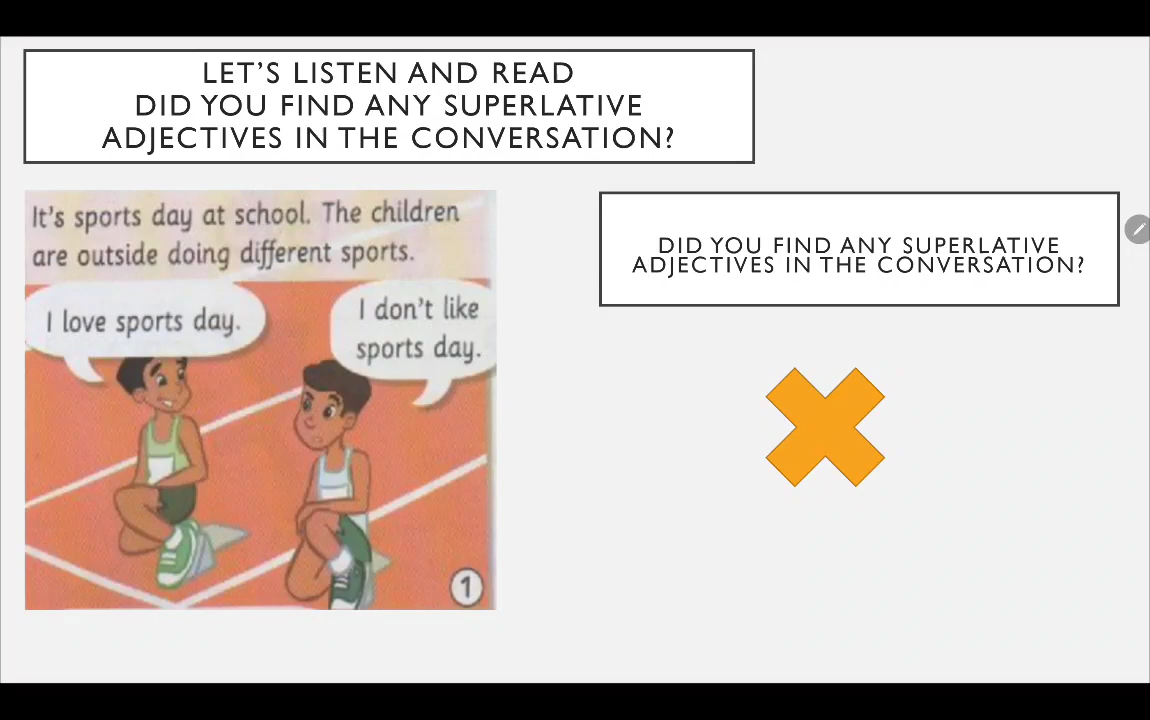 LET'S LISTEN AND READ
DID YOU FIND ANY SUPERLATIVE
ADJECTIVES IN THE CONVERSATION?
It's sports day at school. The children
are outside doing different sports.
I love sports day.
I don't like
sports day.
1
DID YOU FIND ANY SUPERLATIVE
ADJECTIVES IN THE CONVERSATION?